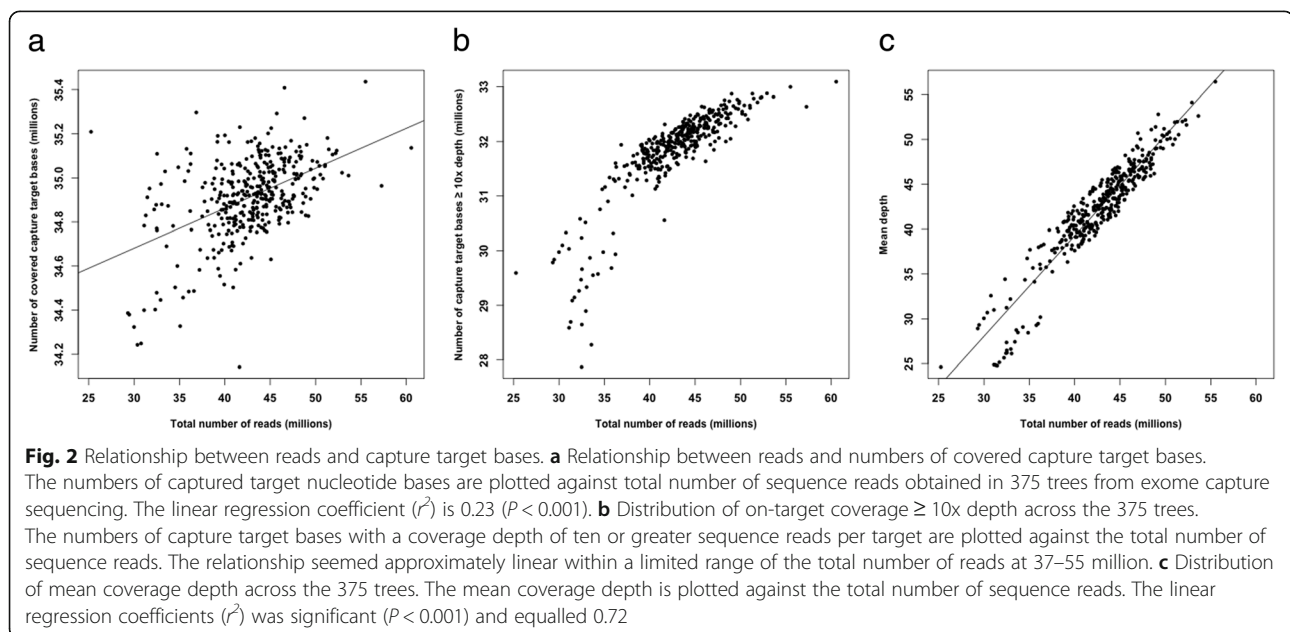 a
b
c
Number of covered capture target bases (millions)
35.4
35.2
35.0
34.8
34.6
34.4
34.2
25 30 35 40 45 50 55 60
Total number of reads (millions)
Number of capture target bases ≥ 10x depth (millions)
33
32
31
30
29
28
25 30 35 40 45 50 55 60
Total number of reads (millions)
Mean depth
55
50
45
40
35
30
25
25 30 35 40 45 50 55 60
Total number of reads (millions)
Fig. 2 Relationship between reads and capture target bases. a Relationship between reads and numbers of covered capture target bases.
The numbers of captured target nucleotide bases are plotted against total number of sequence reads obtained in 375 trees from exome capture
sequencing. The linear regression coefficient (r²) is 0.23 (P < 0.001). b Distribution of on-target coverage ≥ 10x depth across the 375 trees.
The numbers of capture target bases with a coverage depth of ten or greater sequence reads per target are plotted against the total number of
sequence reads. The relationship seemed approximately linear within a limited range of the total number of reads at 37–55 million. c Distribution
of mean coverage depth across the 375 trees. The mean coverage depth is plotted against the total number of sequence reads. The linear
regression coefficients (r²) was significant (P < 0.001) and equalled 0.72